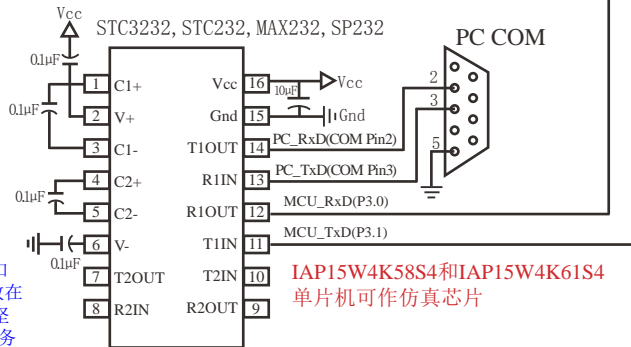 Vcc
STC3232, STC232, MAX232, SP232
PC COM
0.1μF
1 C1+ Vcc 16 Vcc
0.1μF 10μF
2 V+ Gnd 15 Gnd
3 C1- T1OUT 14 PC_RxD(COM Pin2)
4 C2+ R1IN 13 PC_TxD(COM Pin3)
0.1μF
5 C2- R1OUT 12 MCU_RxD(P3.0)
6 V- T1IN 11 MCU_TxD(P3.1)
0.1μF
7 T2OUT T2IN 10
8 R2IN R2OUT 9
2
3
5
IAP15W4K58S4和IAP15W4K61S4
单片机可作仿真芯片
在
务